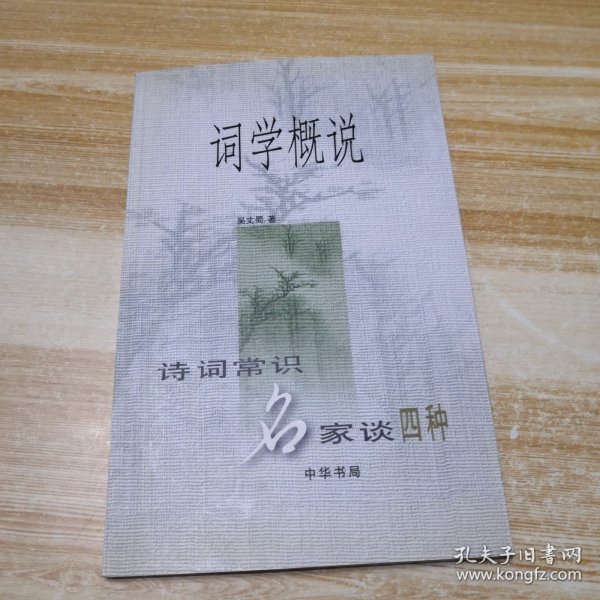 词学概说
吴丈蜀 著
诗词常识
名家谈四种
中华书局
孔夫子旧书网
www.kongfz.com